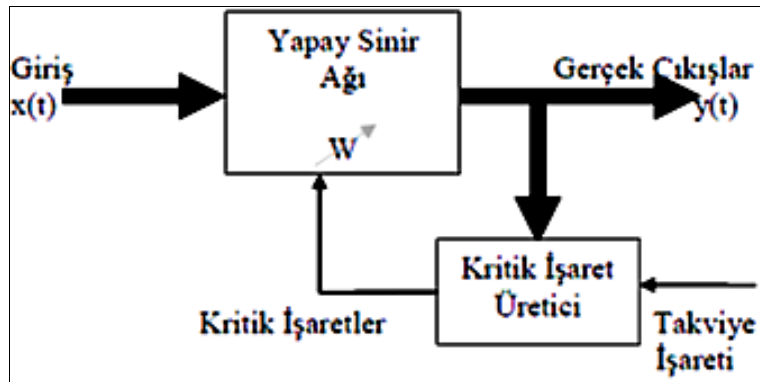 Giriş
x(t)
Yapay Sinir
Ağı
W
Gerçek Çıkışlar
y(t)
Kritik İşaret
Üretici
Kritik İşaretler
Takviye
İşareti